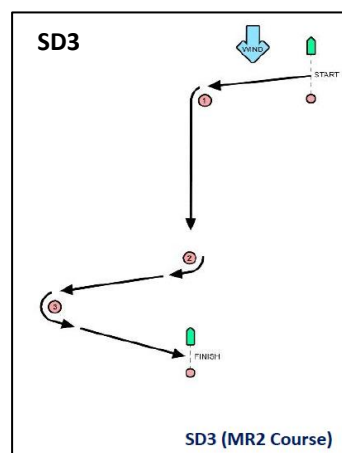 SD3
WIND
START
1
2
3
FINISH
SD3 (MR2 Course)